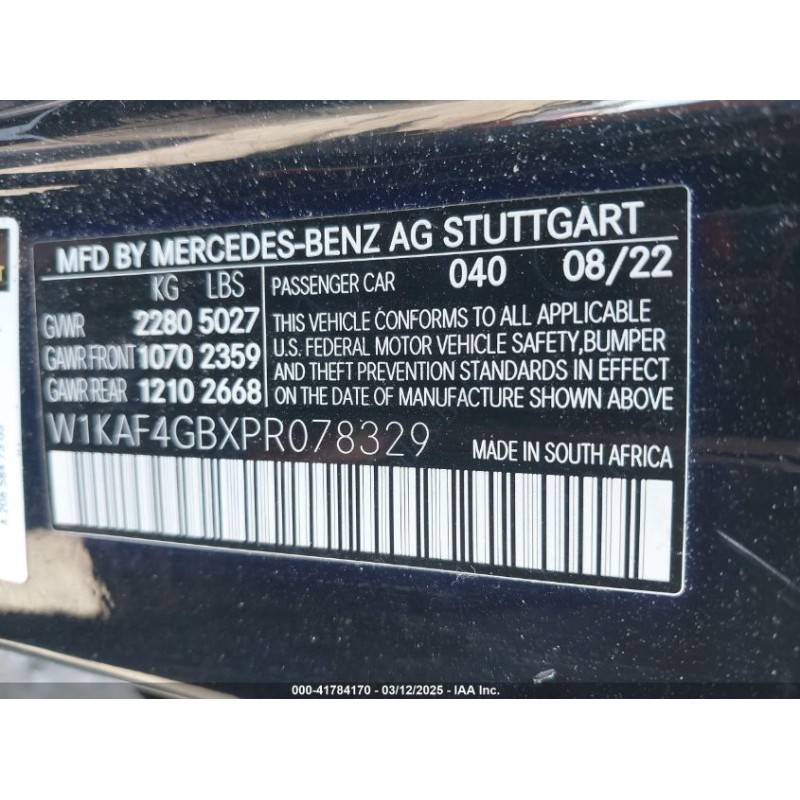 MFD BY MERCEDES-BENZ AG STUTTGART
KG LBS
GVWR 2280 5027
GAWR FRONT 1070 2359
GAWR REAR 1210 2668
PASSENGER CAR 040 08/22
THIS VEHICLE CONFORMS TO ALL APPLICABLE
U.S. FEDERAL MOTOR VEHICLE SAFETY,BUMPER
AND THEFT PREVENTION STANDARDS IN EFFECT
ON THE DATE OF MANUFACTURE SHOWN ABOVE
W1KAF4GBXPR078329 MADE IN SOUTH AFRICA
000-41784170 - 03/12/2025 - IAA Inc.